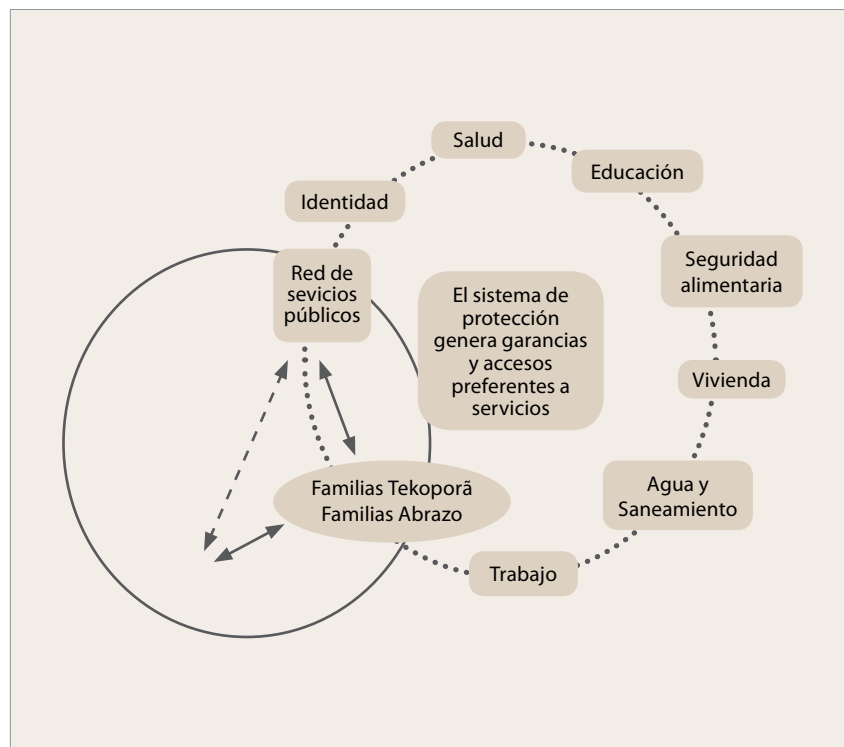 Salud
Educación
Identidad
Seguridad
alimentaria
Red de
sevicios
públicos
El sistema de
protección
genera garancias
y accesos
preferentes a
servicios
Vivienda
Familias Tekoporã
Familias Abrazo
Agua y
Saneamiento
Trabajo